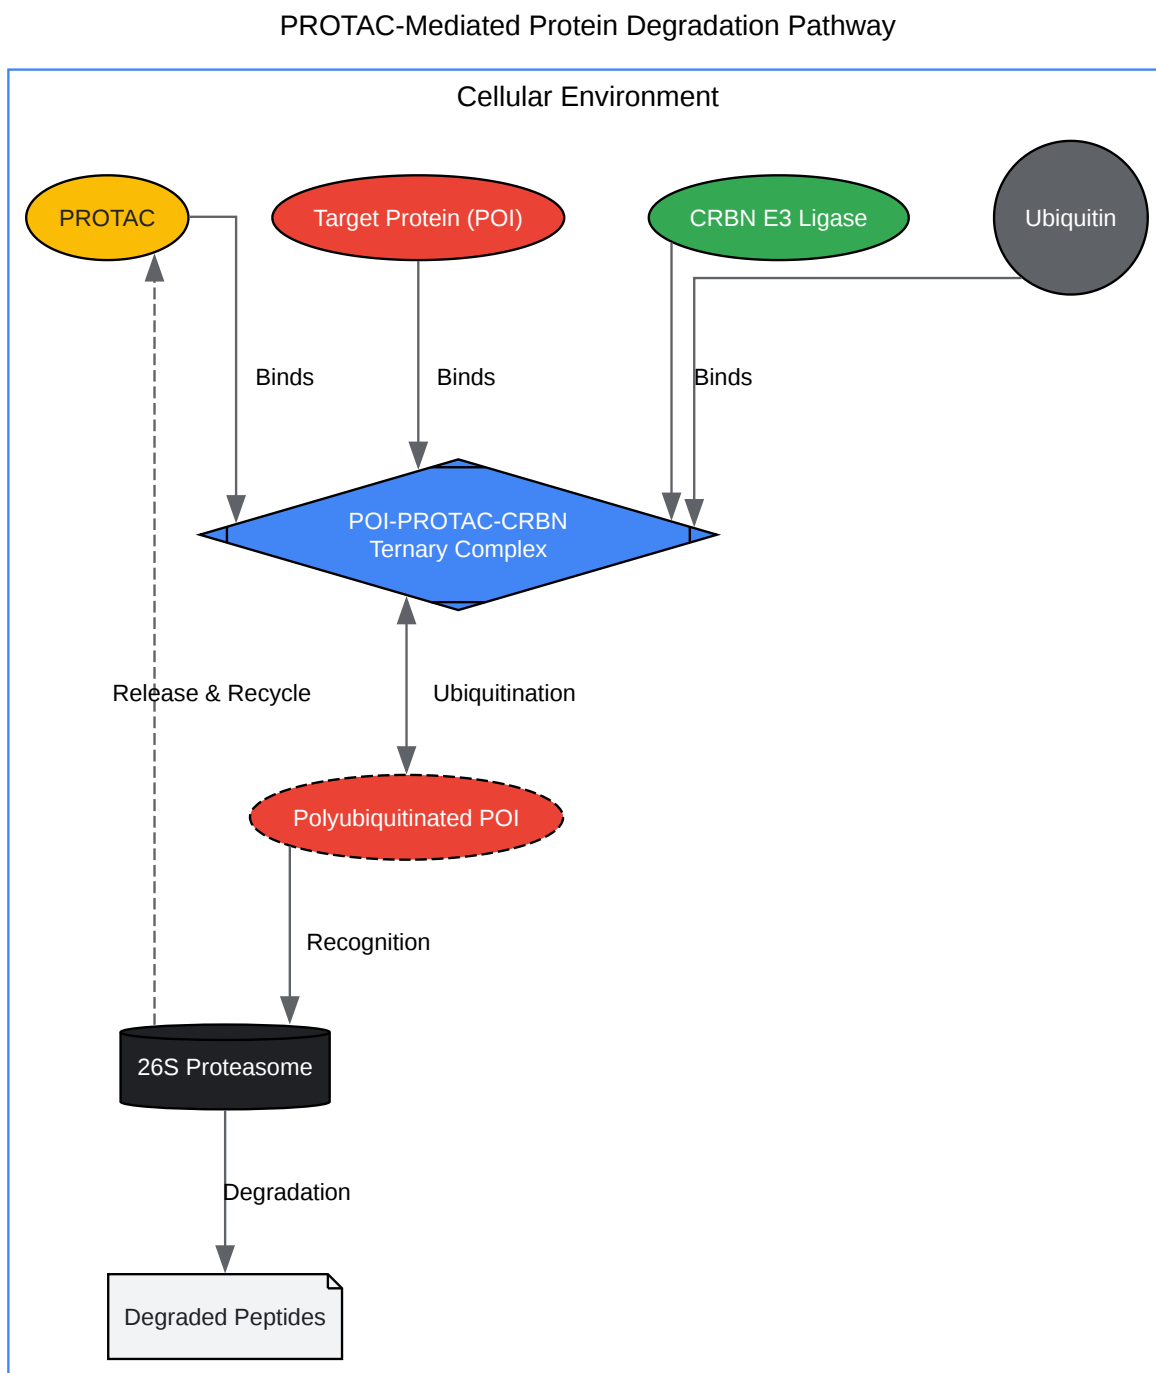 PROTAC-Mediated Protein Degradation Pathway
Cellular Environment
PROTAC
Target Protein (POI)
CRBN E3 Ligase
Ubiquitin
Binds
Binds
Binds
POI-PROTAC-CRBN
Ternary Complex
Release & Recycle
Ubiquitination
Polyubiquitinated POI
Recognition
26S Proteasome
Degradation
Degraded Peptides